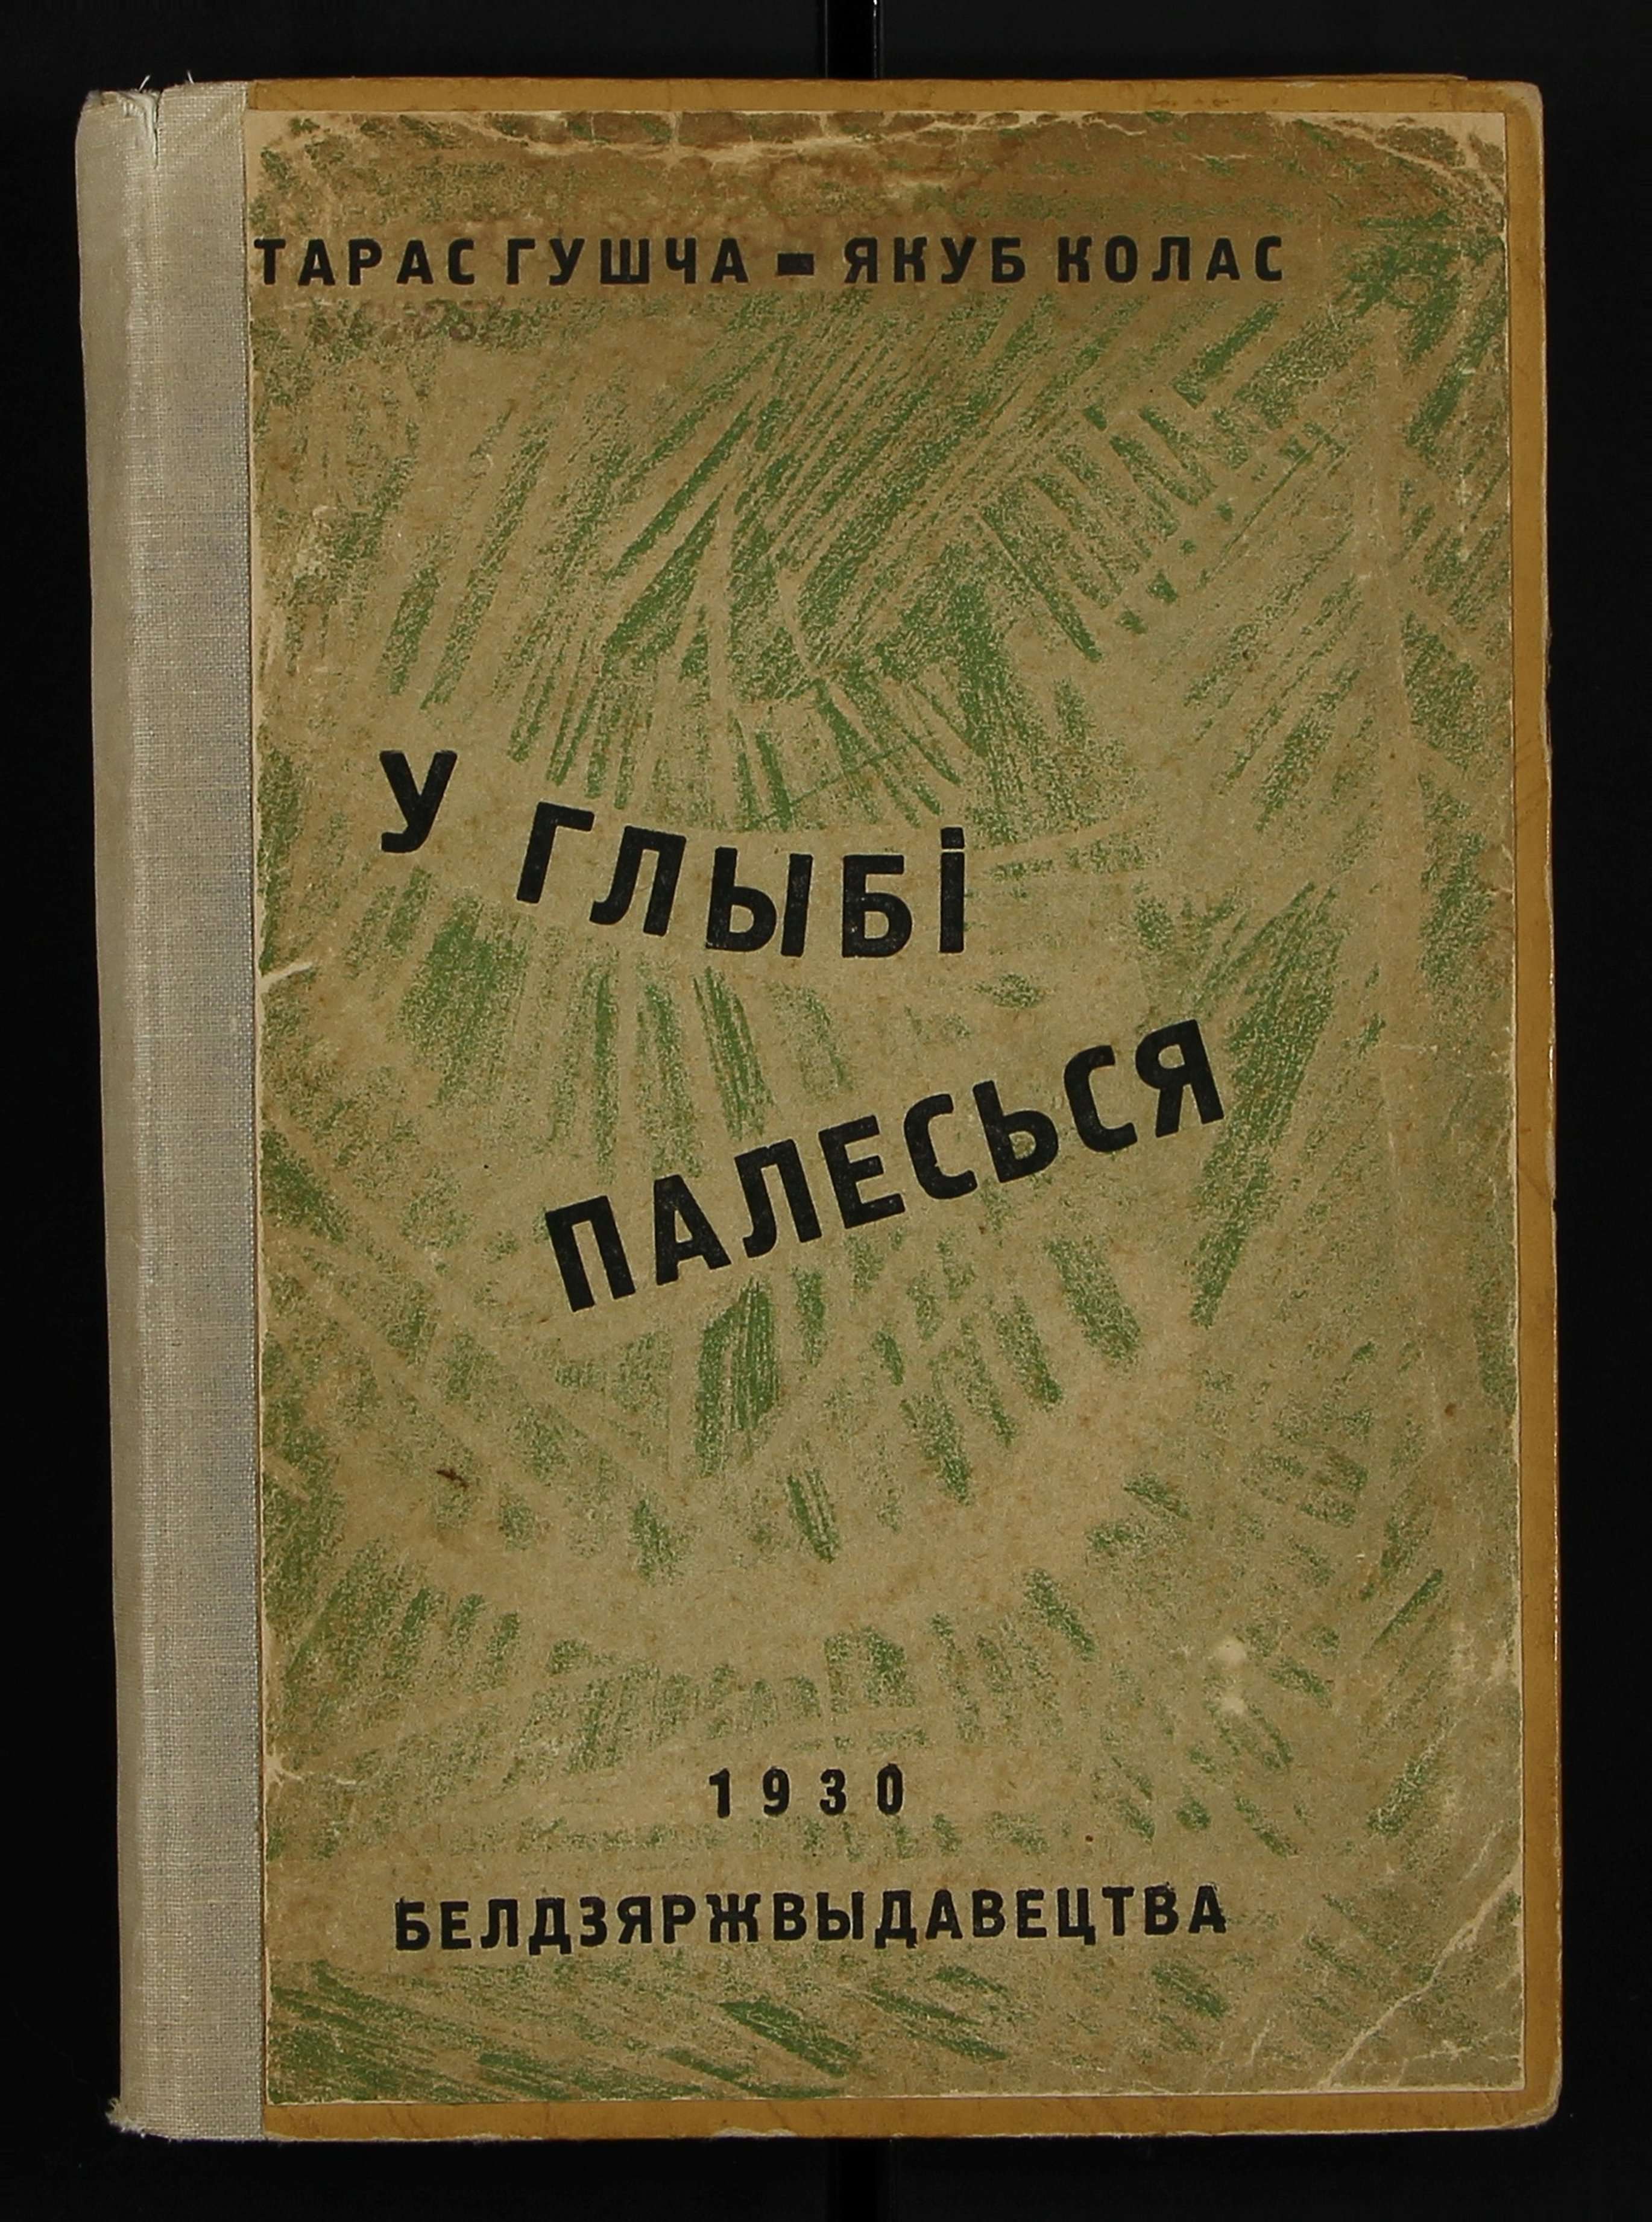 ТАРАС ГУШЧА - ЯКУБ КОЛАС
У ГЛЫБІ
ПАЛЕСЬСЯ
1930
БЕЛДЗЯРЖВЫДАВЕЦТВА